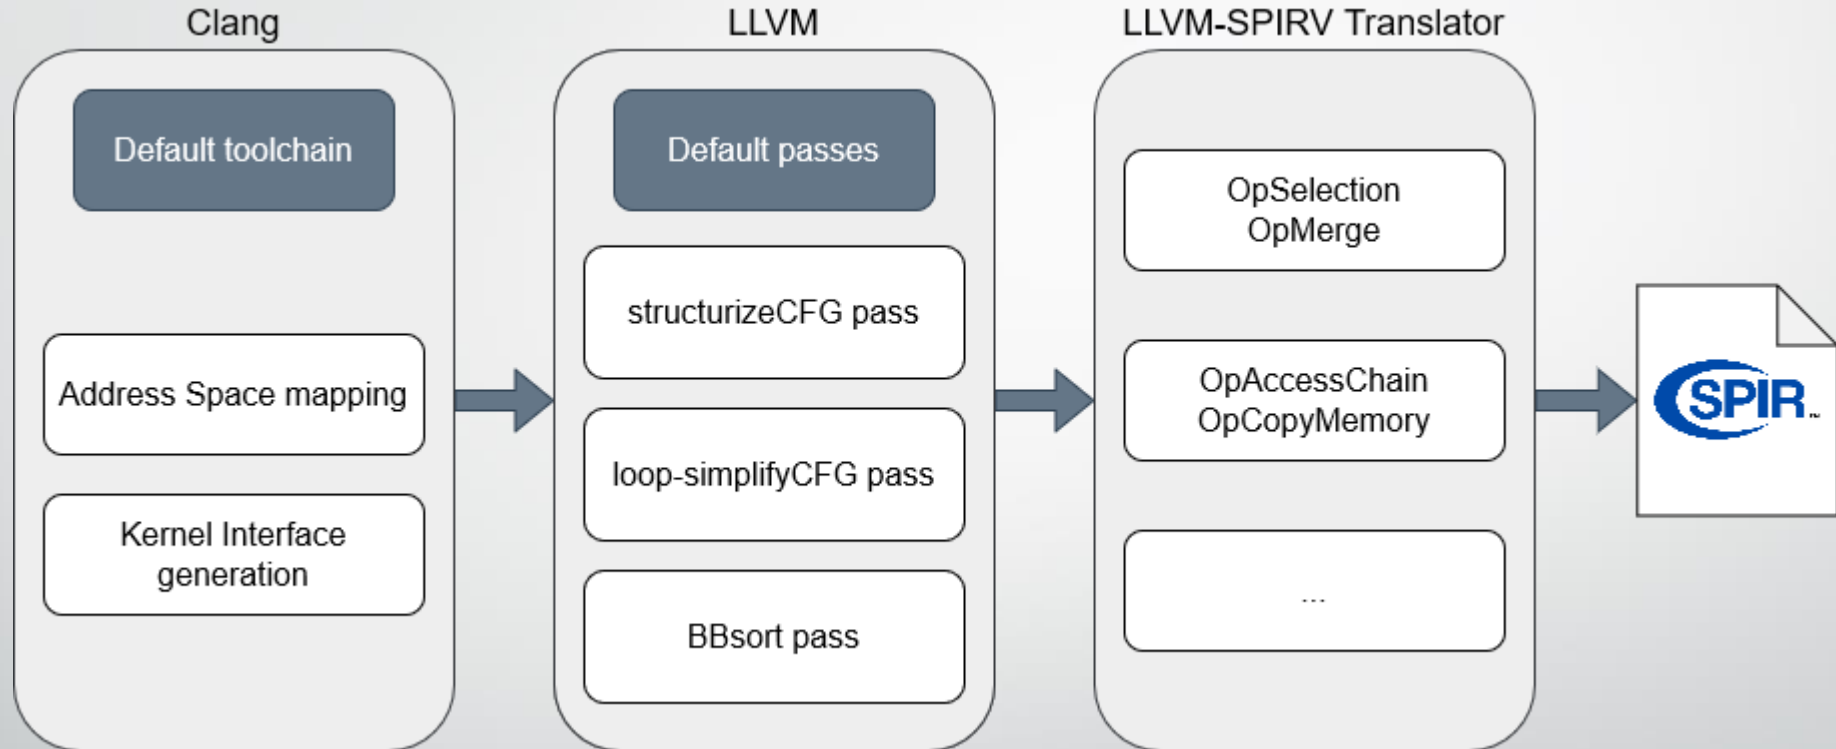 Clang
Default toolchain
Address Space mapping
Kernel Interface
generation
LLVM
Default passes
structurizeCFG pass
loop-simplifyCFG pass
BBsort pass
LLVM-SPIRV Translator
OpSelection
OpMerge
OpAccessChain
OpCopyMemory
...
SPIR™